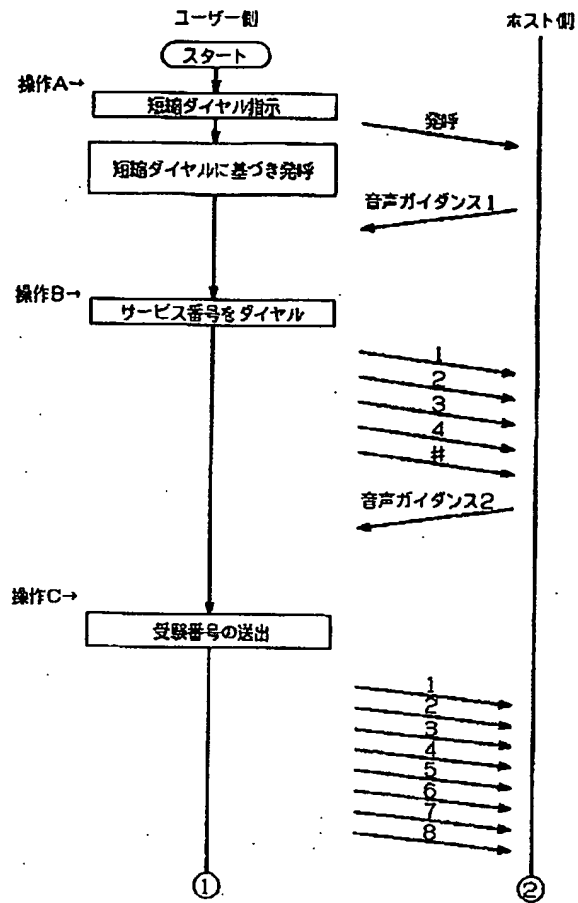 ユーザー側
ホスト側
スタート
操作A→
短縮ダイヤル指示
発呼
短縮ダイヤルに基づき発呼
音声ガイダンス1
操作B→
サービス番号をダイヤル
1
2
3
4
#
音声ガイダンス2
操作C→
受験番号の送出
1
2
3
4
5
6
7
8
①
②